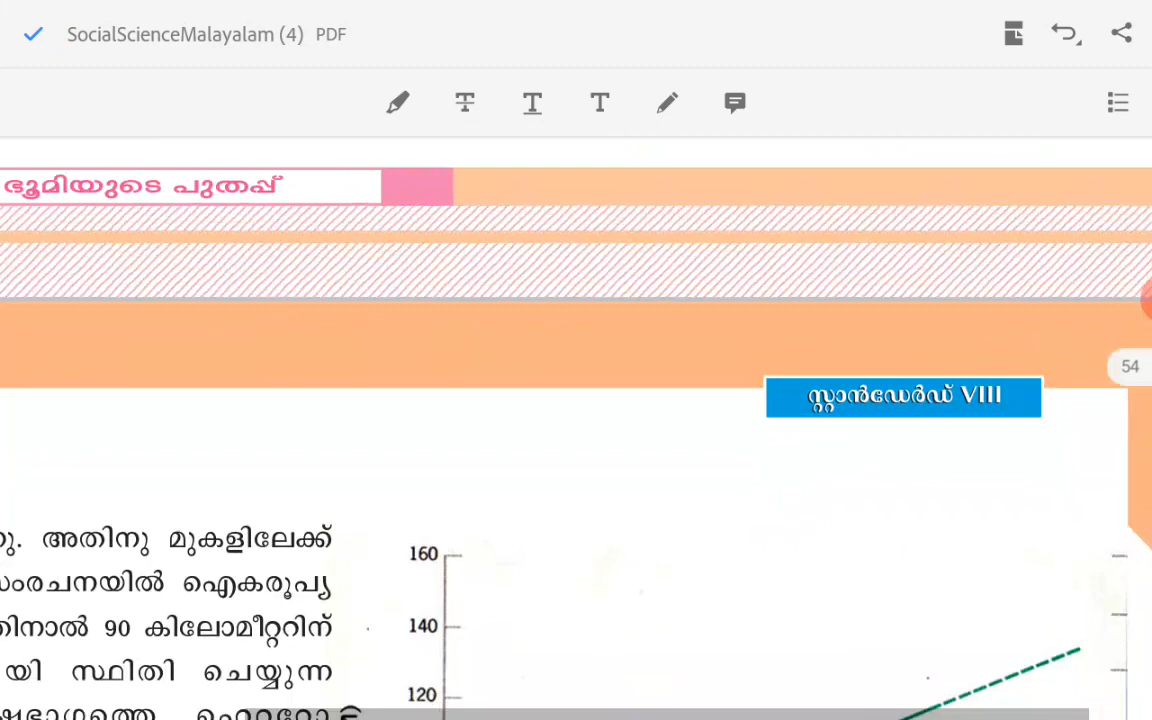 SocialScienceMalayalam (4) PDF
ഭൂമിയുടെ പുതപ്പ്
54
സ്റ്റാൻഡേർഡ് VIII
അതിനു മുകളിലേക്ക്
സംരചനയിൽ ഐകരൂപ്യ
തിനാൽ 90 കിലോമീറ്ററിന്
യി സ്ഥിതി ചെയ്യുന്ന
160
140
120